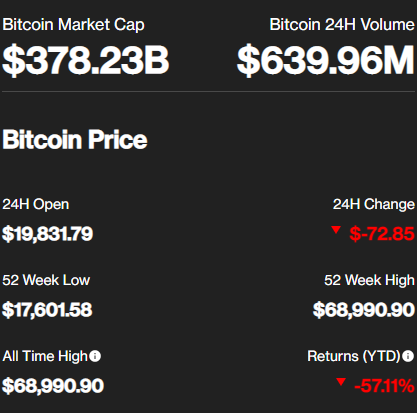 Bitcoin Market Cap Bitcoin 24H Volume
$378.23B $639.96M
Bitcoin Price
24H Open 24H Change
$19,831.79 $-72.85
52 Week Low 52 Week High
$17,601.58 $68,990.90
All Time High Returns (YTD)
$68,990.90 -57.11%